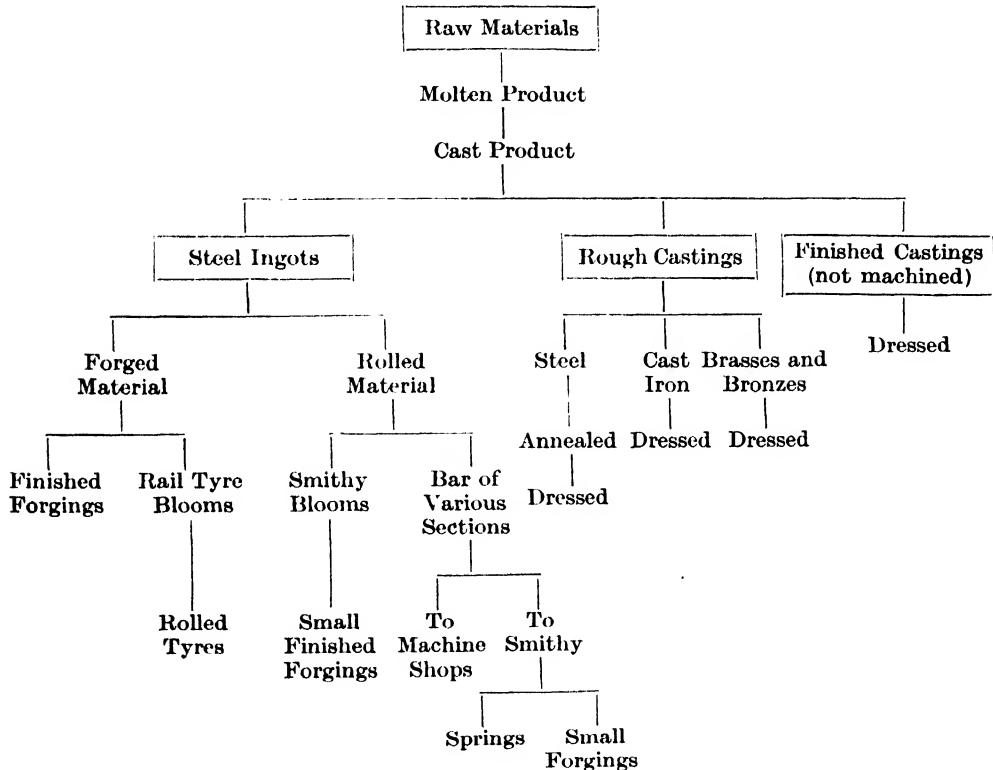 Raw Materials
Molten Product
Cast Product
Steel Ingots
Rough Castings
Finished Castings
(not machined)
Forged
Material
Rolled
Material
Steel
Cast
Iron
Brasses and
Bronzes
Dressed
Annealed
Dressed
Dressed
Finished
Forgings
Rail Tyre
Blooms
Smithy
Blooms
Bar of
Various
Sections
Dressed
Rolled
Tyres
Small
Finished
Forgings
To
Machine
Shops
To
Smithy
Springs
Small
Forgings